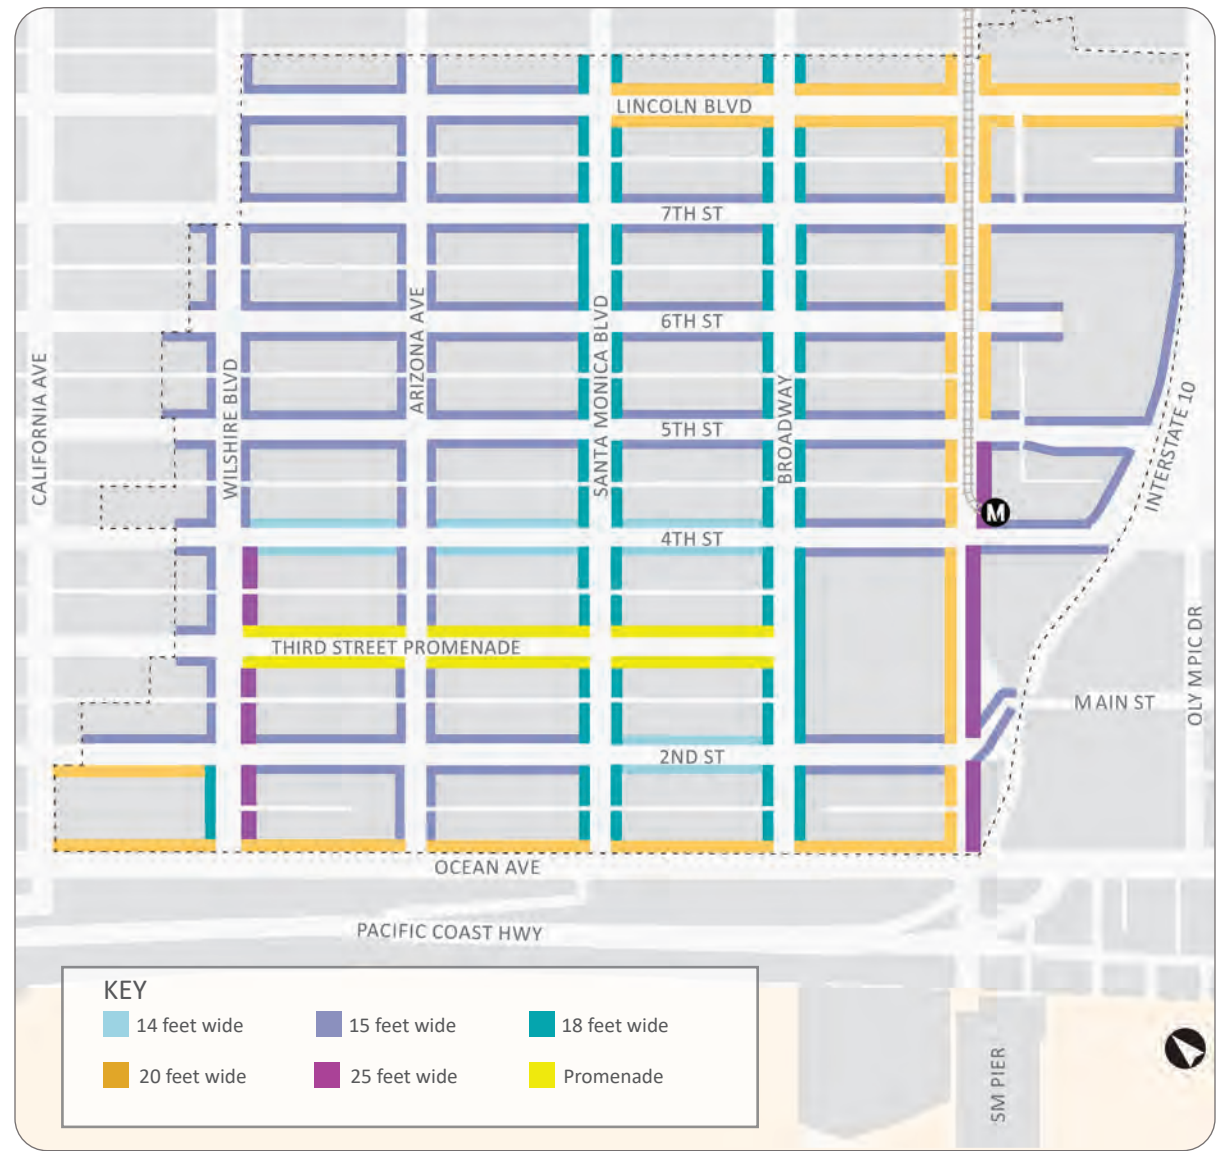 LINCOLN BLVD
7TH ST
6TH ST
5TH ST
4TH ST
THIRD STREET PROMENADE
2ND ST
OCEAN AVE
PACIFIC COAST HWY
CALIFORNIA AVE
WILSHIRE BLVD
ARIZONA AVE
SANTA MONICA BLVD
BROADWAY
INTERSTATE 10
M
MAIN ST
OLYMPIC DR
SM PIER
KEY
14 feet wide
15 feet wide
18 feet wide
20 feet wide
25 feet wide
Promenade